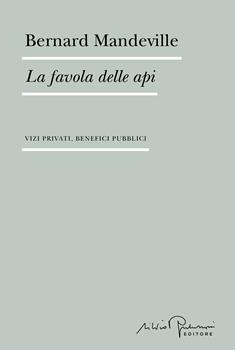 Bernard Mandeville
La favola delle api
VIZI PRIVATI, BENEFICI PUBBLICI
EDITORE